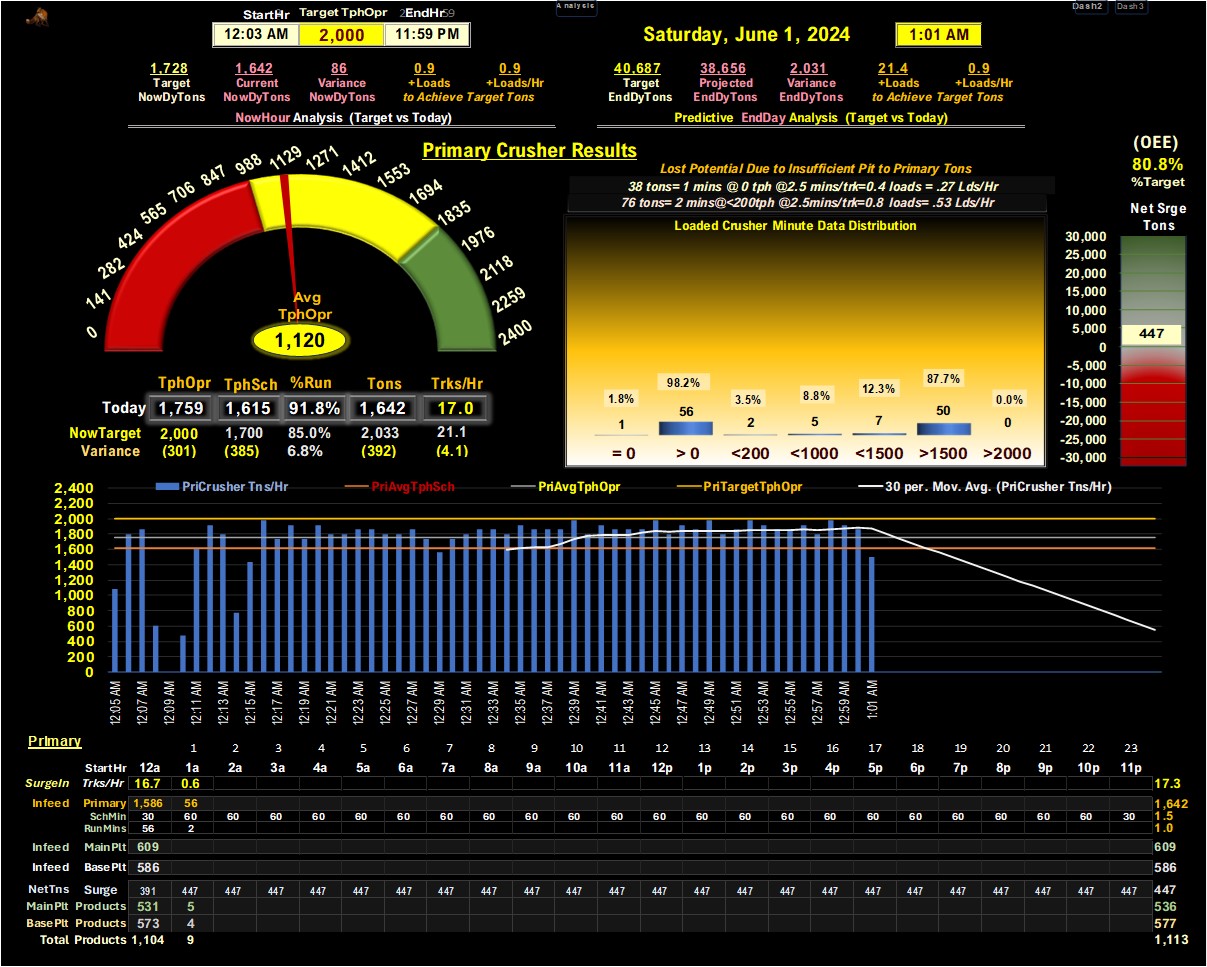 Analysis
Dash2 Dash3
StartHr Target TphOpr EndHr
12:03 AM 2,000 11:59 PM
Saturday, June 1, 2024 1:01 AM
1,728 1,642 86 0.9 0.9
Target Current Variance +Loads +Loads/Hr
NowDyTons NowDyTons NowDyTons to Achieve Target Tons
NowHour Analysis (Target vs Today)
40,687 38,656 2,031 21.4 0.9
Target Projected Variance +Loads +Loads/Hr
EndDyTons EndDyTons EndDyTons to Achieve Target Tons
Predictive EndDay Analysis (Target vs Today)
Primary Crusher Results
0 141 282 424 565 706 847 988 1129 1271 1412 1553 1694 1835 1976 2118 2259 2400
Avg
TphOpr
1,120
Lost Potential Due to Insufficient Pit to Primary Tons
38 tons= 1 mins @ 0 tph @2.5 mins/trk=0.4 loads = .27 Lds/Hr
76 tons= 2 mins@<200tph @2.5mins/trk=0.8 loads= .53 Lds/Hr
Loaded Crusher Minute Data Distribution
1.8% 98.2% 3.5% 8.8% 12.3% 87.7% 0.0%
1 56 2 5 7 50 0
= 0 > 0 <200 <1000 <1500 >1500 >2000
(OEE)
80.8%
%Target
Net Srge
Tons
30,000
25,000
20,000
15,000
10,000
5,000
447
0
-5,000
-10,000
-15,000
-20,000
-25,000
-30,000
TphOpr TphSch %Run Tons Trks/Hr
Today 1,759 1,615 91.8% 1,642 17.0
NowTarget 2,000 1,700 85.0% 2,033 21.1
Variance (301) (385) 6.8% (392) (4.1)
PriCrusher Tns/Hr PriAvgTphSch PriAvgTphOpr PriTargetTphOpr 30 per. Mov. Avg. (PriCrusher Tns/Hr)
2,400
2,200
2,000
1,800
1,600
1,400
1,200
1,000
800
600
400
200
0
12:05 AM 12:07 AM 12:09 AM 12:11 AM 12:13 AM 12:15 AM 12:17 AM 12:19 AM 12:21 AM 12:23 AM 12:25 AM 12:27 AM 12:29 AM 12:31 AM 12:33 AM 12:35 AM 12:37 AM 12:39 AM 12:41 AM 12:43 AM 12:45 AM 12:47 AM 12:49 AM 12:51 AM 12:53 AM 12:55 AM 12:57 AM 12:59 AM 1:01 AM
Primary
1 2 3 4 5 6 7 8 9 10 11 12 13 14 15 16 17 18 19 20 21 22 23
StartHr 12a 1a 2a 3a 4a 5a 6a 7a 8a 9a 10a 11a 12p 1p 2p 3p 4p 5p 6p 7p 8p 9p 10p 11p
SurgeIn Trks/Hr 16.7 0.6 17.3
Infeed Primary 1,586 56 1,642
SchMin 30 60 60 60 60 60 60 60 60 60 60 60 60 60 60 60 60 60 60 60 60 60 60 30 1.5
RunMins 56 2 1.0
Infeed MainPlt 609 609
Infeed BasePlt 586 586
NetTns Surge 391 447 447 447 447 447 447 447 447 447 447 447 447 447 447 447 447 447 447 447 447 447 447 447 447
MainPlt Products 531 5 536
BasePlt Products 573 4 577
Total Products 1,104 9 1,113